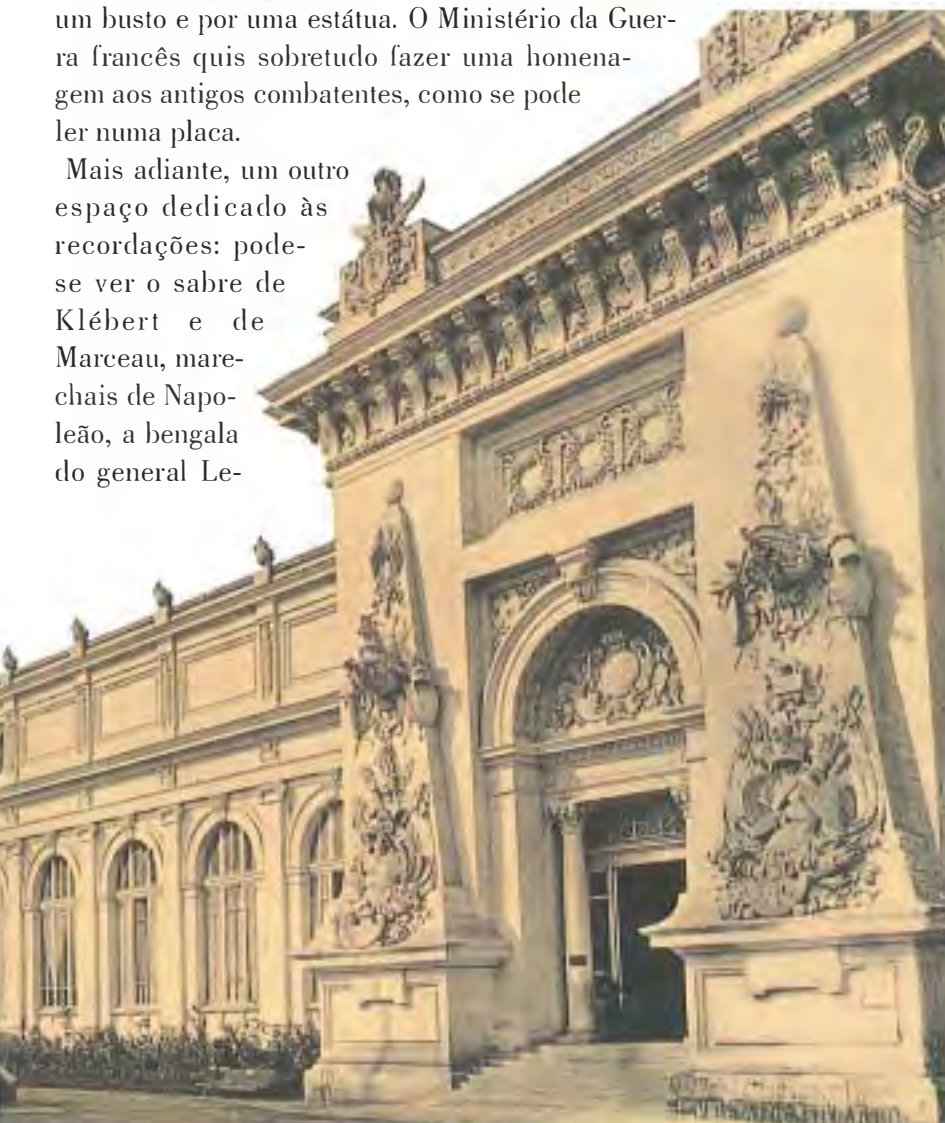 um busto e por uma estátua. O Ministério da Guer-
ra francês quis sobretudo fazer uma homena-
gem aos antigos combatentes, como se pode
ler numa placa.
Mais adiante, um outro
espaço dedicado às
recordações: pode-
se ver o sabre de
Klébert e de
Marceau, mare-
chais de Napo-
leão, a bengala
do general Le-